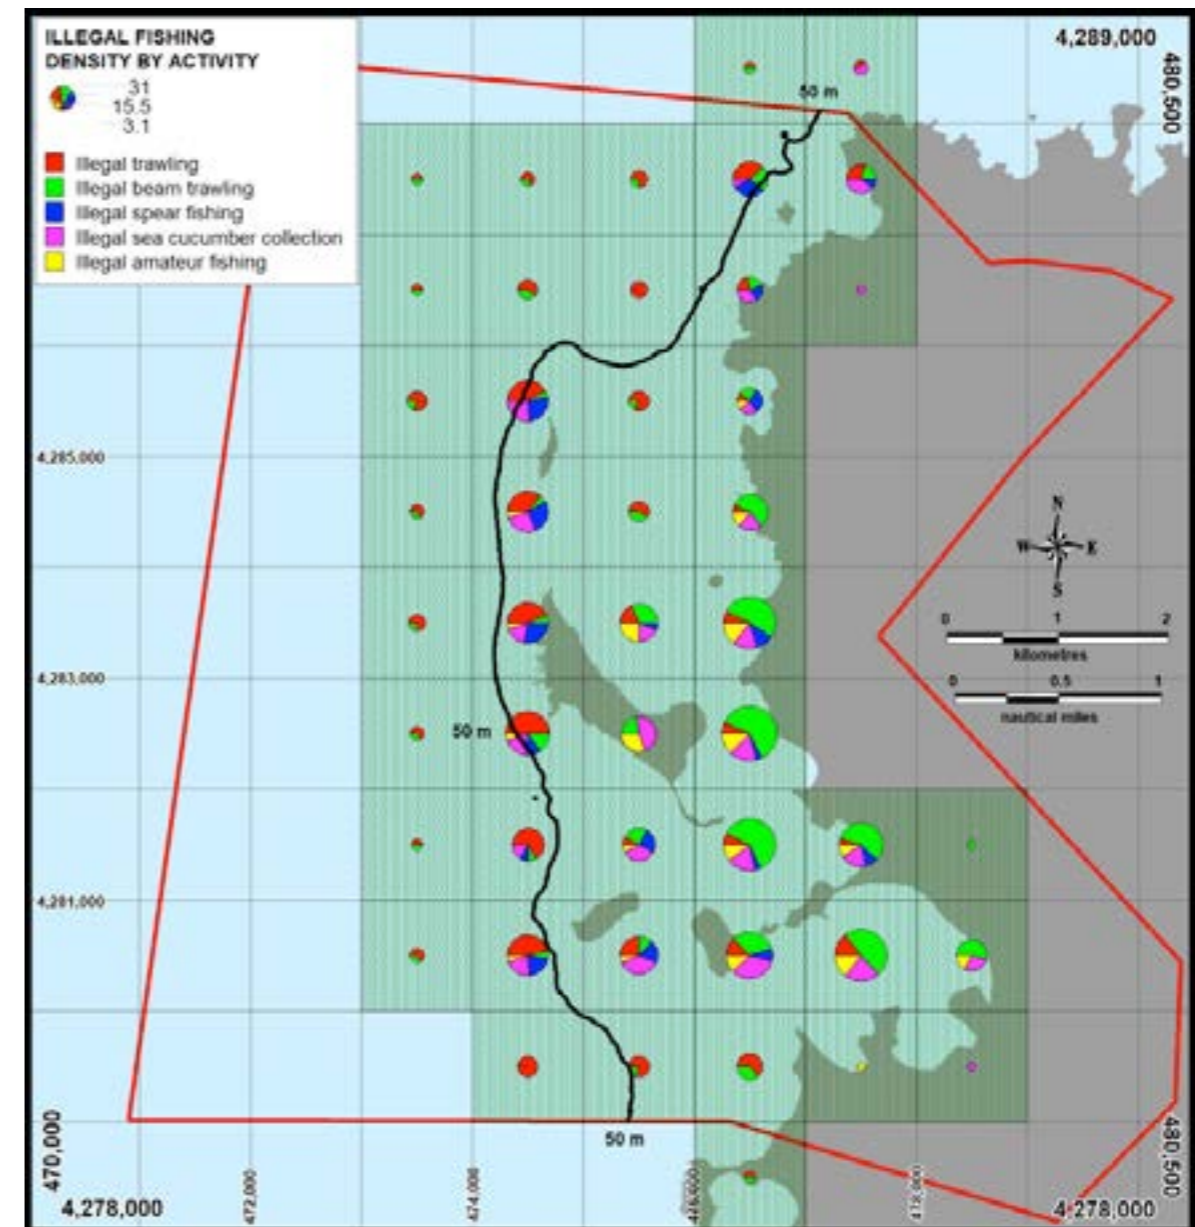 ILLEGAL FISHING
DENSITY BY ACTIVITY
31
15.5
3.1
Illegal trawling
Illegal beam trawling
Illegal spear fishing
Illegal sea cucumber collection
Illegal amateur fishing
4,289,000
480,500
50 m
4,285,000
N
W E
S
0 1 2
kilometres
4,283,000
0 0.5 1
nautical miles
50 m
4,281,000
50 m
470,000
472,000
474,000
478,000
480,500
4,278,000
4,278,000